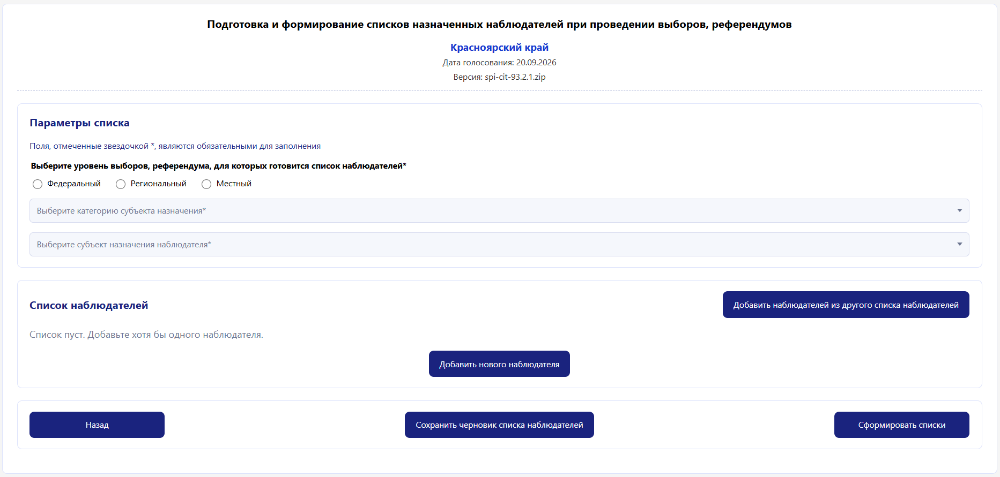 Подготовка и формирование списков назначенных наблюдателей при проведении выборов, референдумов
Красноярский край
Дата голосования: 20.09.2026
Версия: spi-cit-93.2.1.zip
Параметры списка
Поля, отмеченные звездочкой *, являются обязательными для заполнения
Выберите уровень выборов, референдума, для которых готовится список наблюдателей*
Федеральный Региональный Местный
Выберите категорию субъекта назначения*
Выберите субъект назначения наблюдателя*
Список наблюдателей
Добавить наблюдателей из другого списка наблюдателей
Список пуст. Добавьте хотя бы одного наблюдателя.
Добавить нового наблюдателя
Назад
Сохранить черновик списка наблюдателей
Сформировать списки